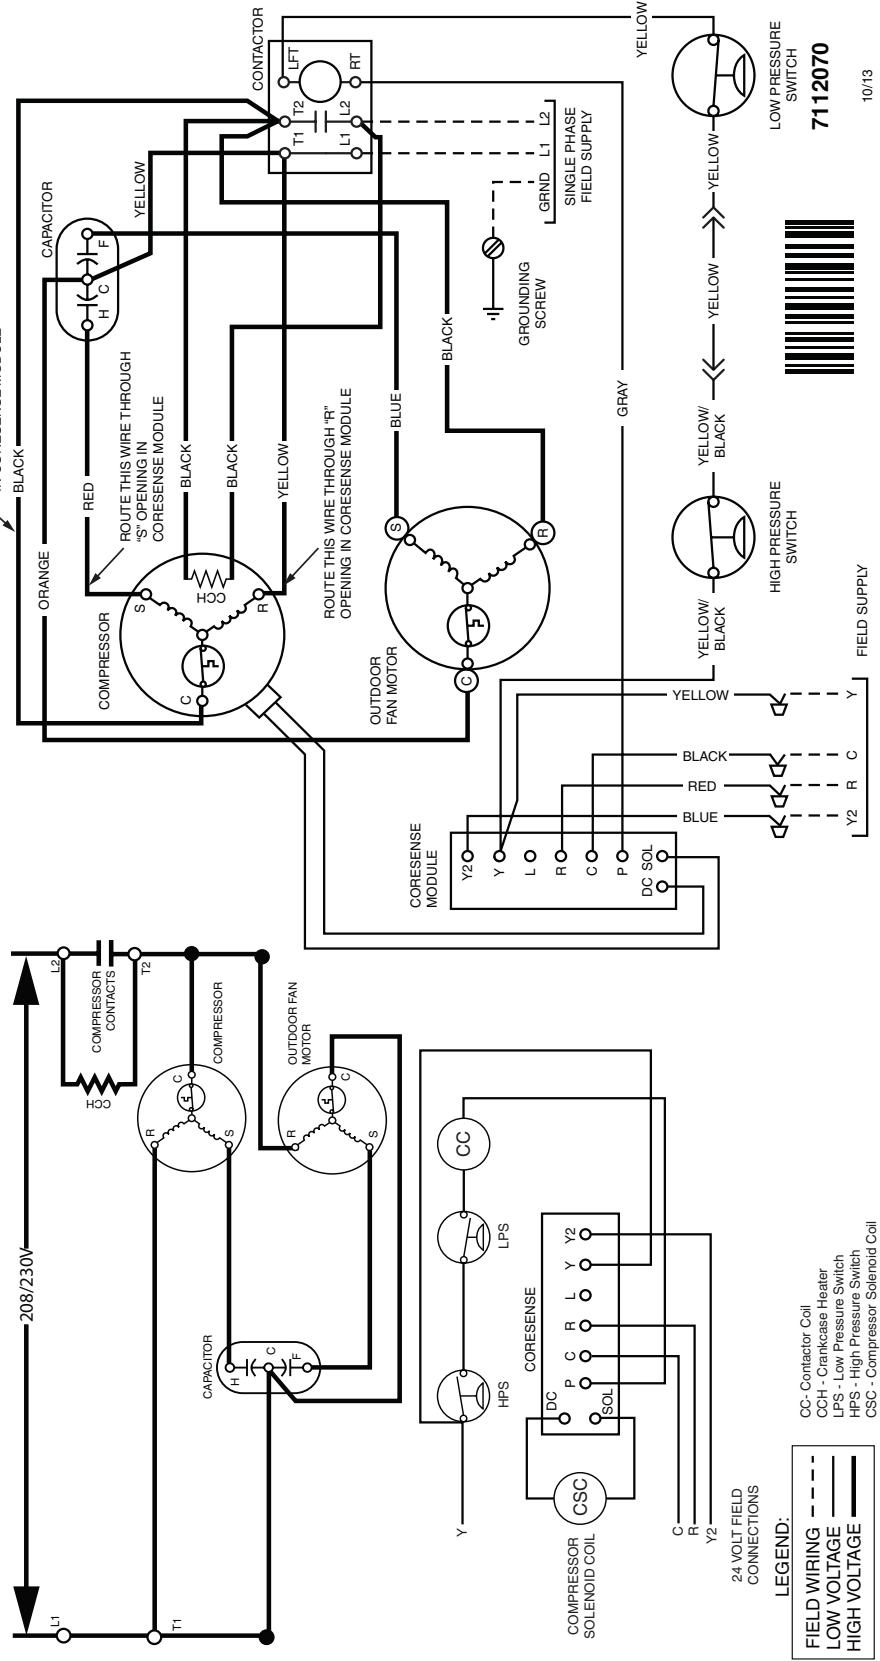 BLACK
ORANGE
RED
ROUTE THIS WIRE THROUGH
"S" OPENING IN
CORESENSE MODULE
BLACK
BLACK
YELLOW
ROUTE THIS WIRE THROUGH "R"
OPENING IN CORESENSE MODULE
BLUE
BLACK
GRAY
COMPRESSOR
C
S
R
CCH
CAPACITOR
H
C
F
YELLOW
CONTACTOR
LFT
RT
T2
L2
T1
L1
L2
L1
GRND
SINGLE PHASE
FIELD SUPPLY
GROUNDING
SCREW
OUTDOOR
FAN MOTOR
C
S
R
YELLOW
LOW PRESSURE
SWITCH
YELLOW
YELLOW
YELLOW/
BLACK
HIGH PRESSURE
SWITCH
YELLOW/
BLACK
CORESENSE
MODULE
Y2
Y
L
R
C
P
DC
SOL
YELLOW
BLACK
RED
BLUE
Y
C
R
Y2
FIELD SUPPLY
7112070
10/13
208/230V
L1
T1
L2
T2
COMPRESSOR
CONTACTS
CCH
COMPRESSOR
R
C
S
OUTDOOR FAN
MOTOR
R
C
S
CAPACITOR
H
C
F
Y
HPS
LPS
CC
CORESENSE
DC
SOL
P
C
R
L
Y
Y2
CSC
COMPRESSOR
SOLENOID COIL
C
R
Y2
24 VOLT FIELD
CONNECTIONS
LEGEND:
FIELD WIRING
LOW VOLTAGE
HIGH VOLTAGE
CC- Contactor Coil
CCH - Crankcase Heater
LPS - Low Pressure Switch
HPS - High Pressure Switch
CSC - Compressor Solenoid Coil